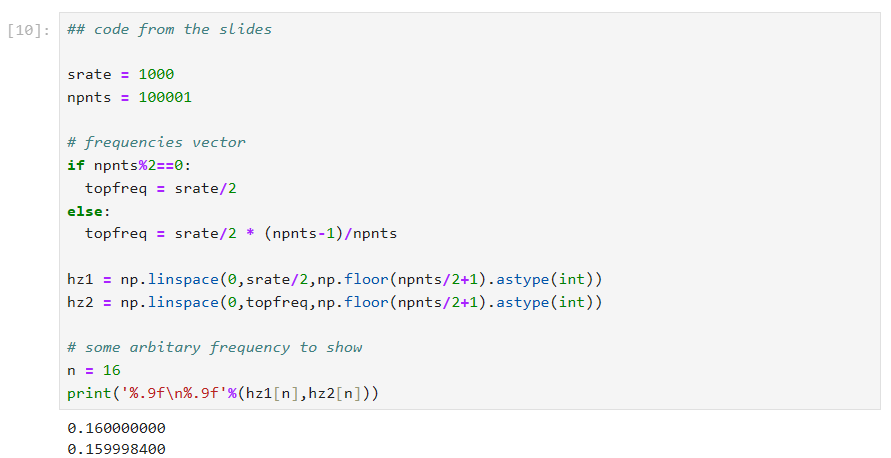 [10]: ## code from the slides
srate = 1000
npnts = 100001
# frequencies vector
if npnts%2==0:
  topfreq = srate/2
else:
  topfreq = srate/2 * (npnts-1)/npnts
hz1 = np.linspace(0,srate/2,np.floor(npnts/2+1).astype(int))
hz2 = np.linspace(0,topfreq,np.floor(npnts/2+1).astype(int))
# some arbitary frequency to show
n = 16
print('%.9f\n%.9f'%(hz1[n],hz2[n]))
0.160000000
0.159998400